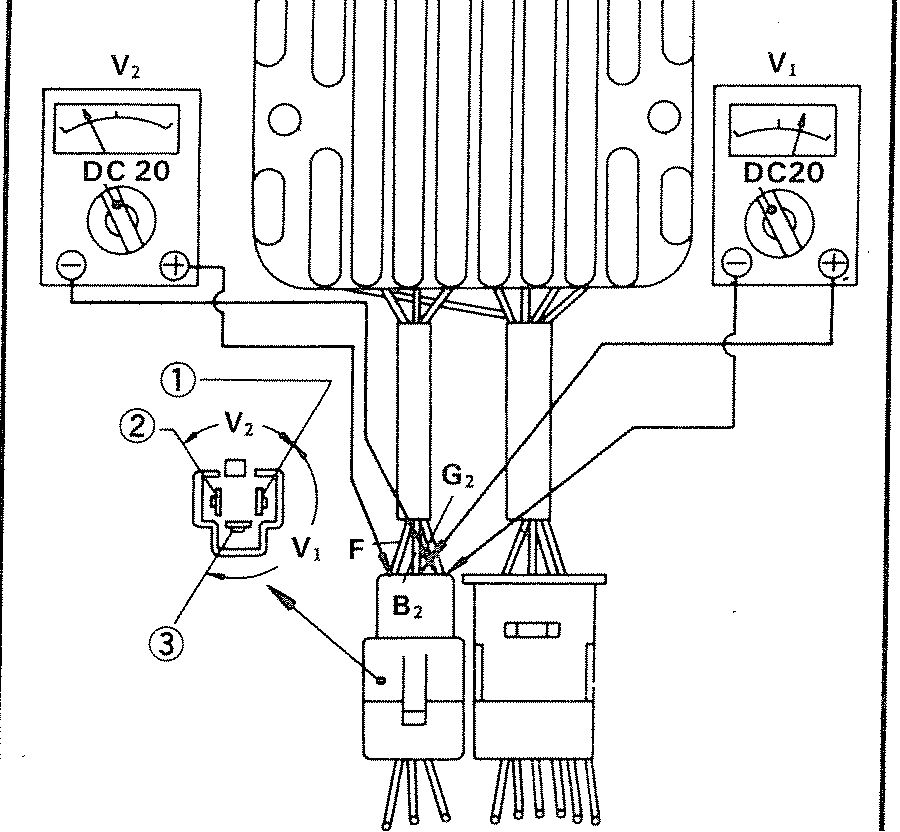 V₂
V₁
DC 20
DC20
− +
− +
①
②
V₂
G₂
F
V₁
B₂
③